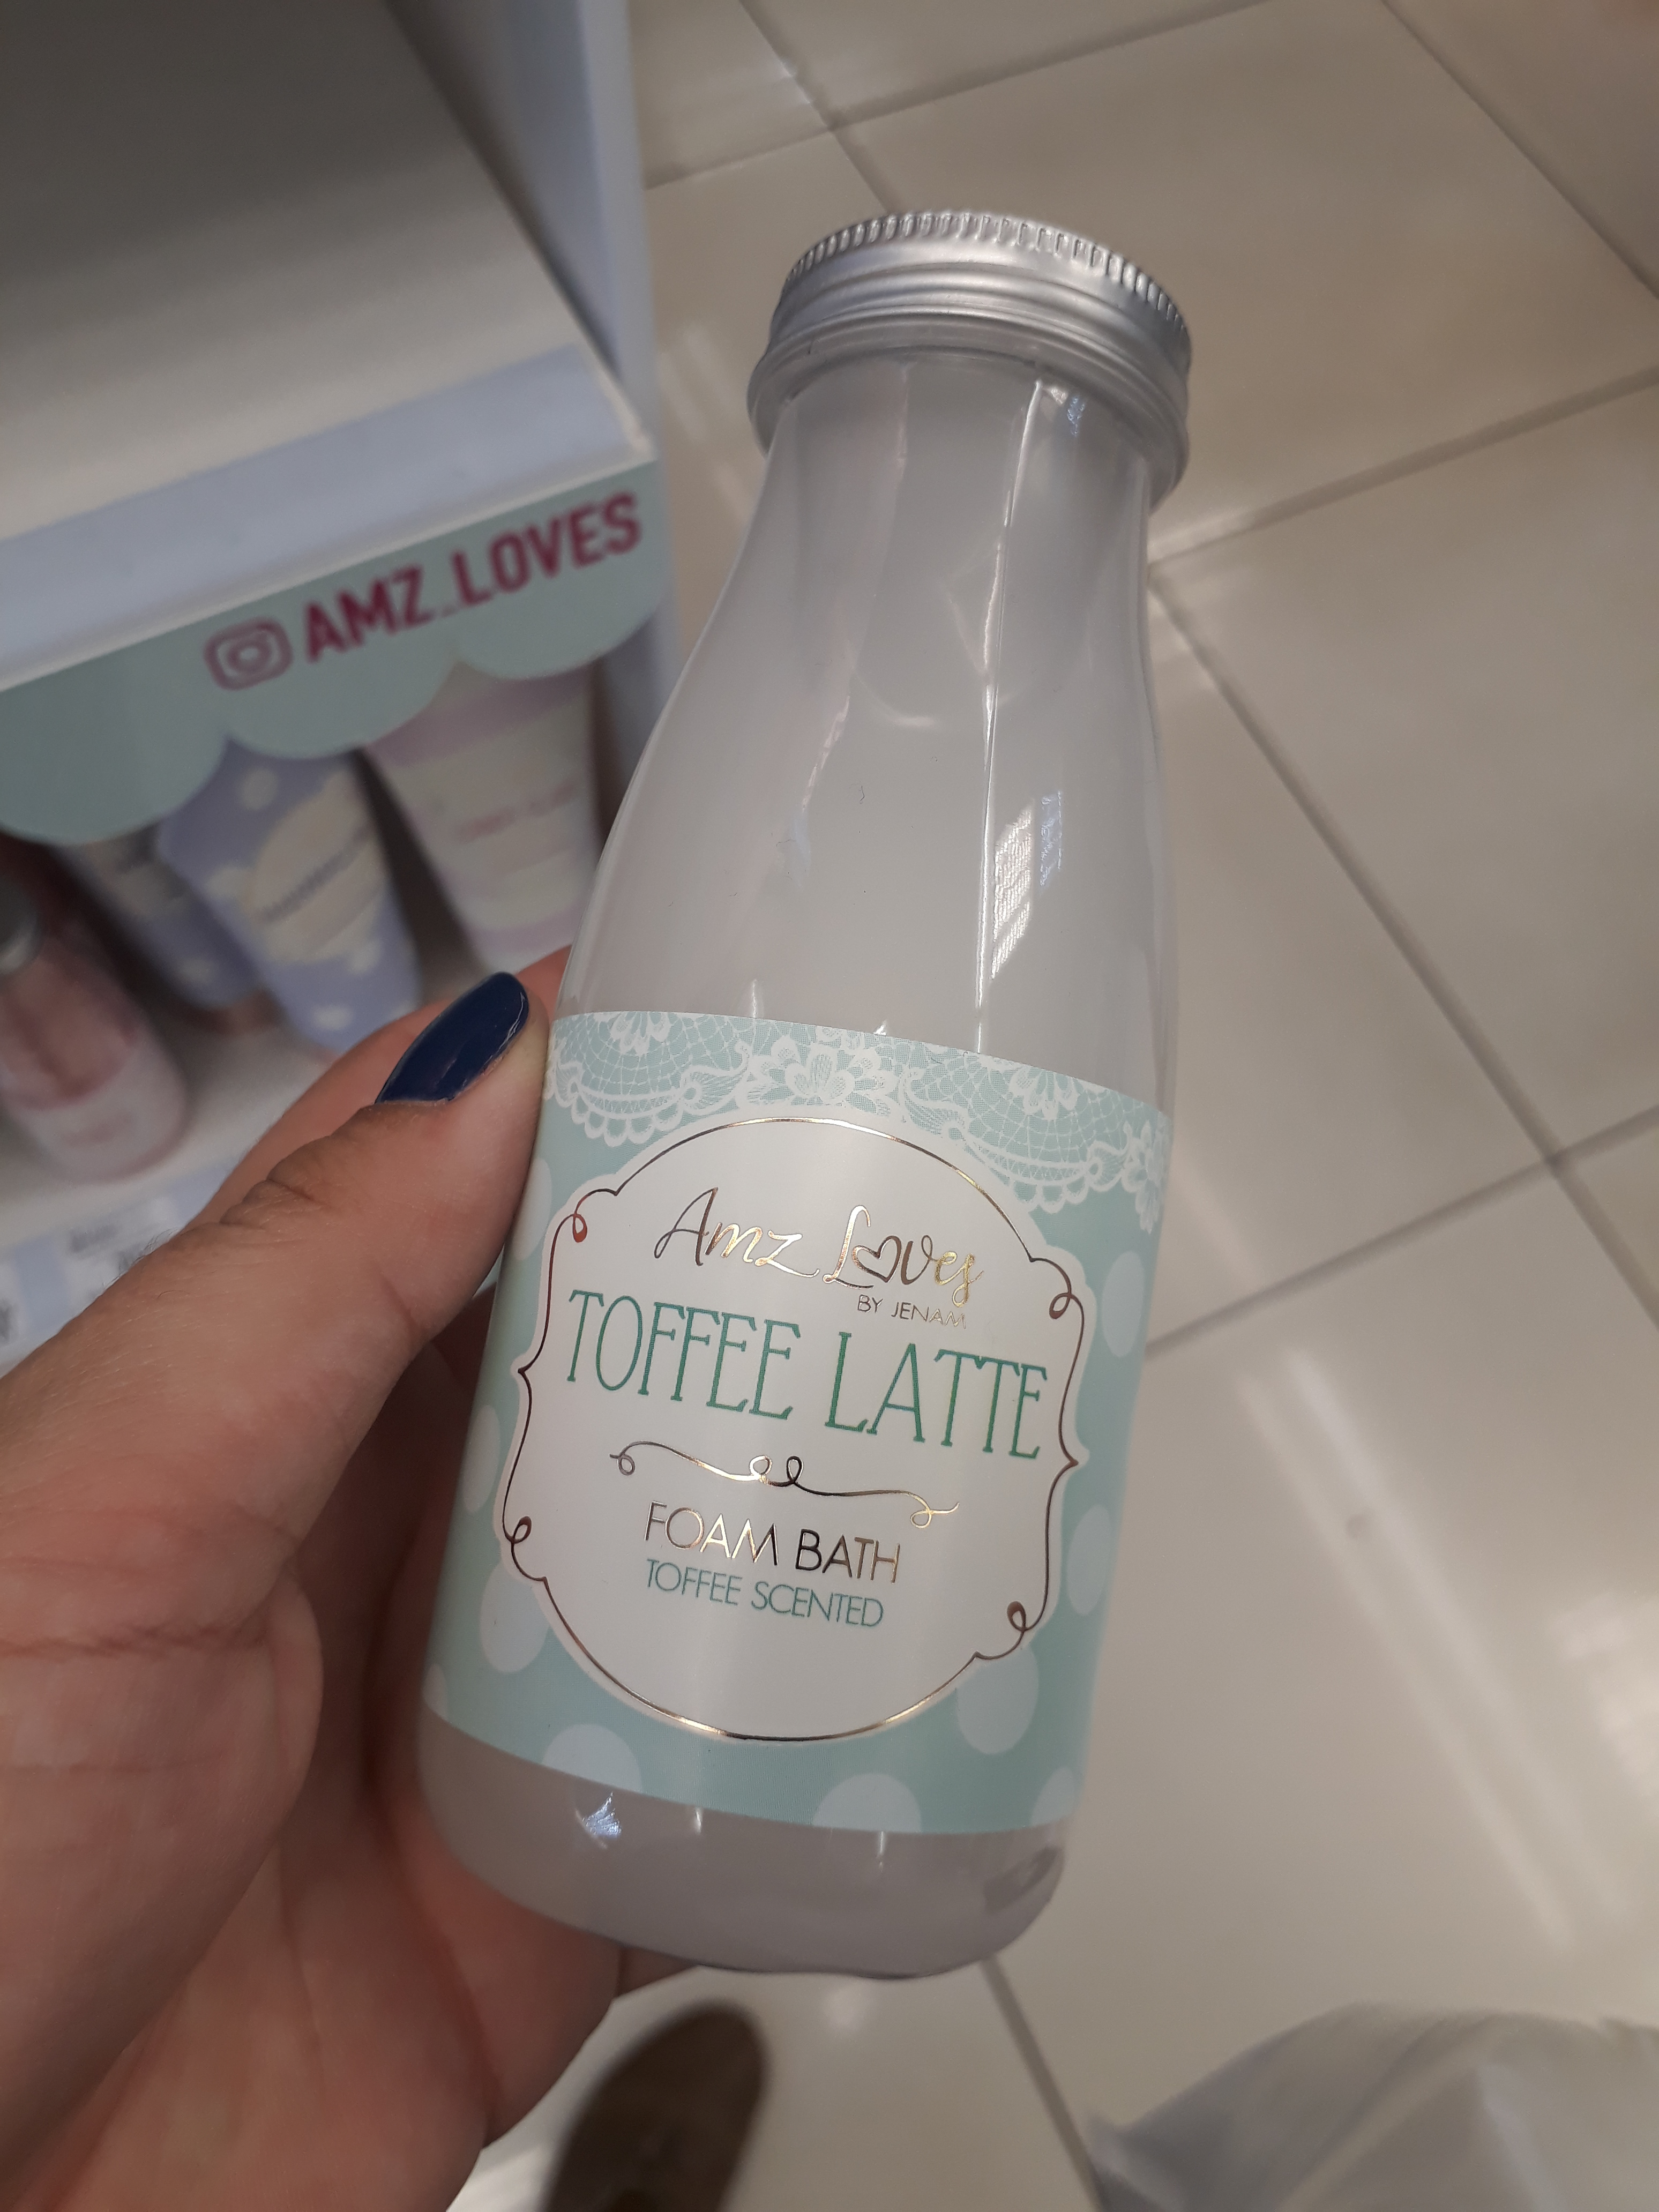 AMZ_LOVES
Amz Loves
BY JENAM
TOFFEE LATTE
FOAM BATH
TOFFEE SCENTED